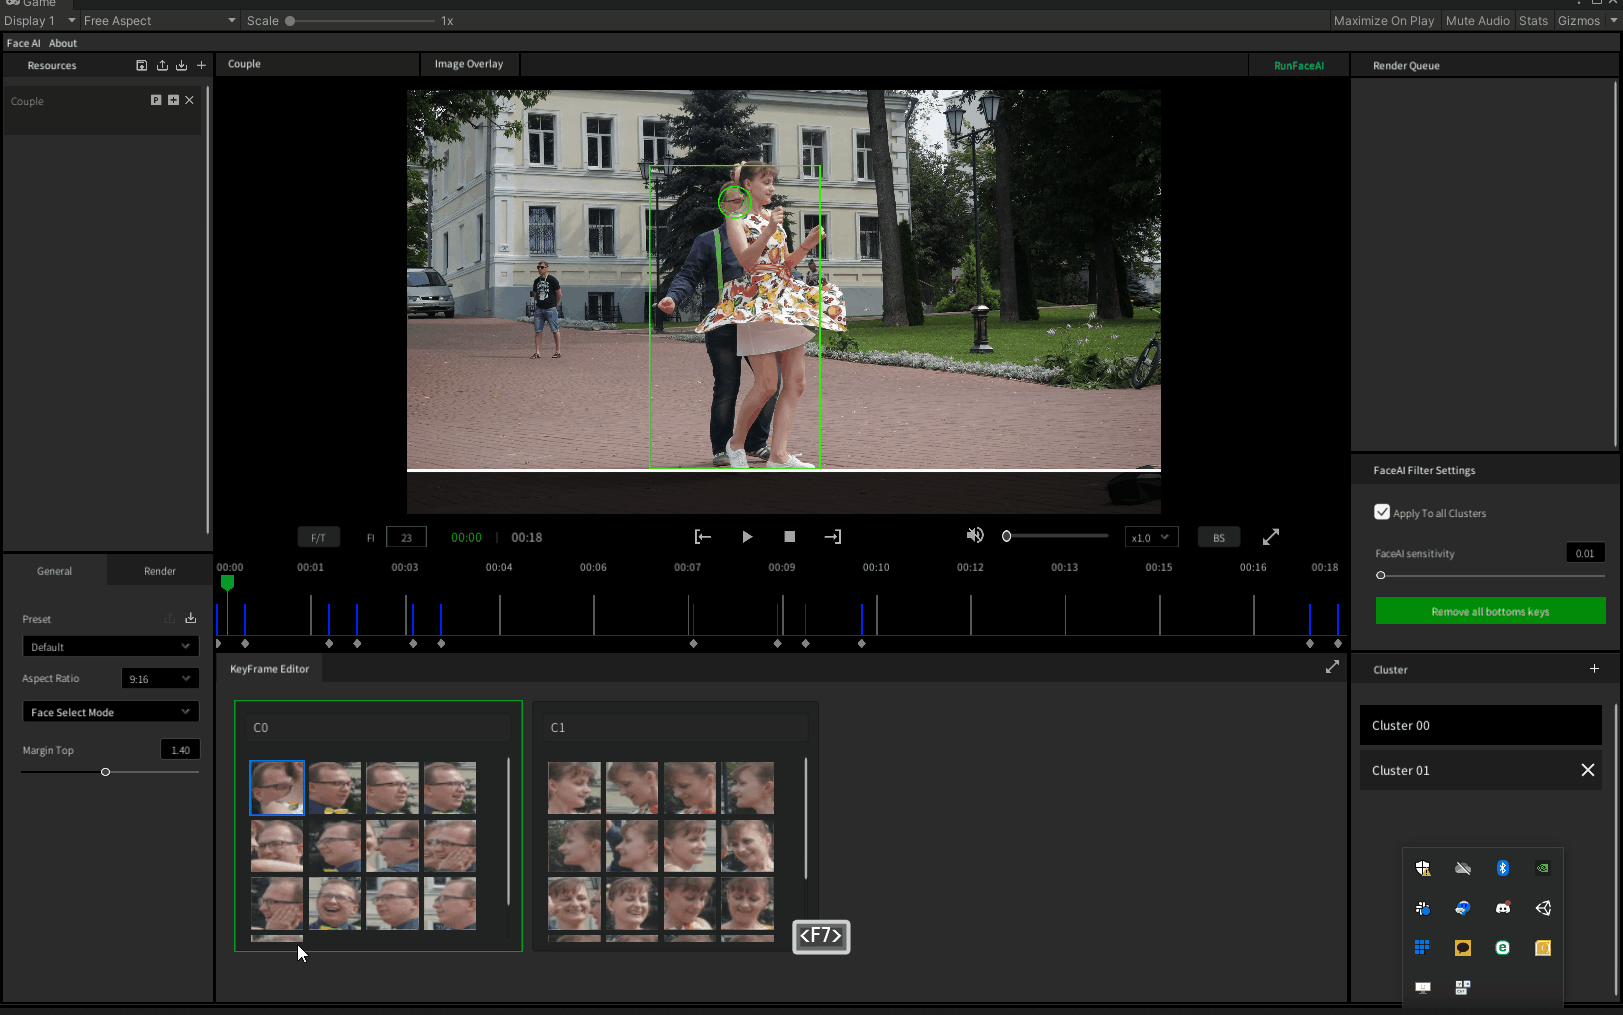 Game
Display 1 Free Aspect Scale 1x Maximize On Play Mute Audio Stats Gizmos
Face AI About
Resources Couple Image Overlay RunFaceAI Render Queue
Couple P
FaceAI Filter Settings
Apply To all Clusters
F/T FI 23 00:00 | 00:18 x1.0 BS
FaceAI sensitivity 0.01
General Render 00:00 00:01 00:03 00:04 00:06 00:07 00:09 00:10 00:12 00:13 00:15 00:16 00:18
Remove all bottoms keys
Preset
Default
KeyFrame Editor Cluster
Aspect Ratio 9:16
Face Select Mode
C0 C1 Cluster 00
Margin Top 1.40
Cluster 01
<F7>